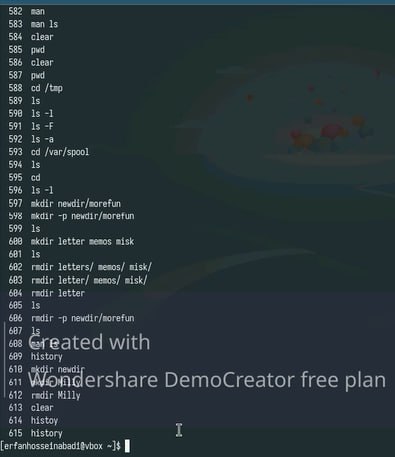 582 man
583 man ls
584 clear
585 pwd
586 clear
587 pwd
588 cd /tmp
589 ls
590 ls -l
591 ls -F
592 ls -a
593 cd /var/spool
594 ls
595 cd
596 ls -l
597 mkdir newdir/morefun
598 mkdir -p newdir/morefun
599 ls
600 mkdir letter memos misk
601 ls
602 rmdir letters/ memos/ misk/
603 rmdir letter/ memos/ misk/
604 rmdir letter
605 ls
606 rmdir -p newdir/morefun
607 ls
608 man ls
Created with
609 history
610 mkdir newdir
Wondershare DemoCreator free plan
611 mkdir Milly
612 rmdir Milly
613 clear
614 histoy
615 history
[erfanhosseinabadi@vbox ~]$